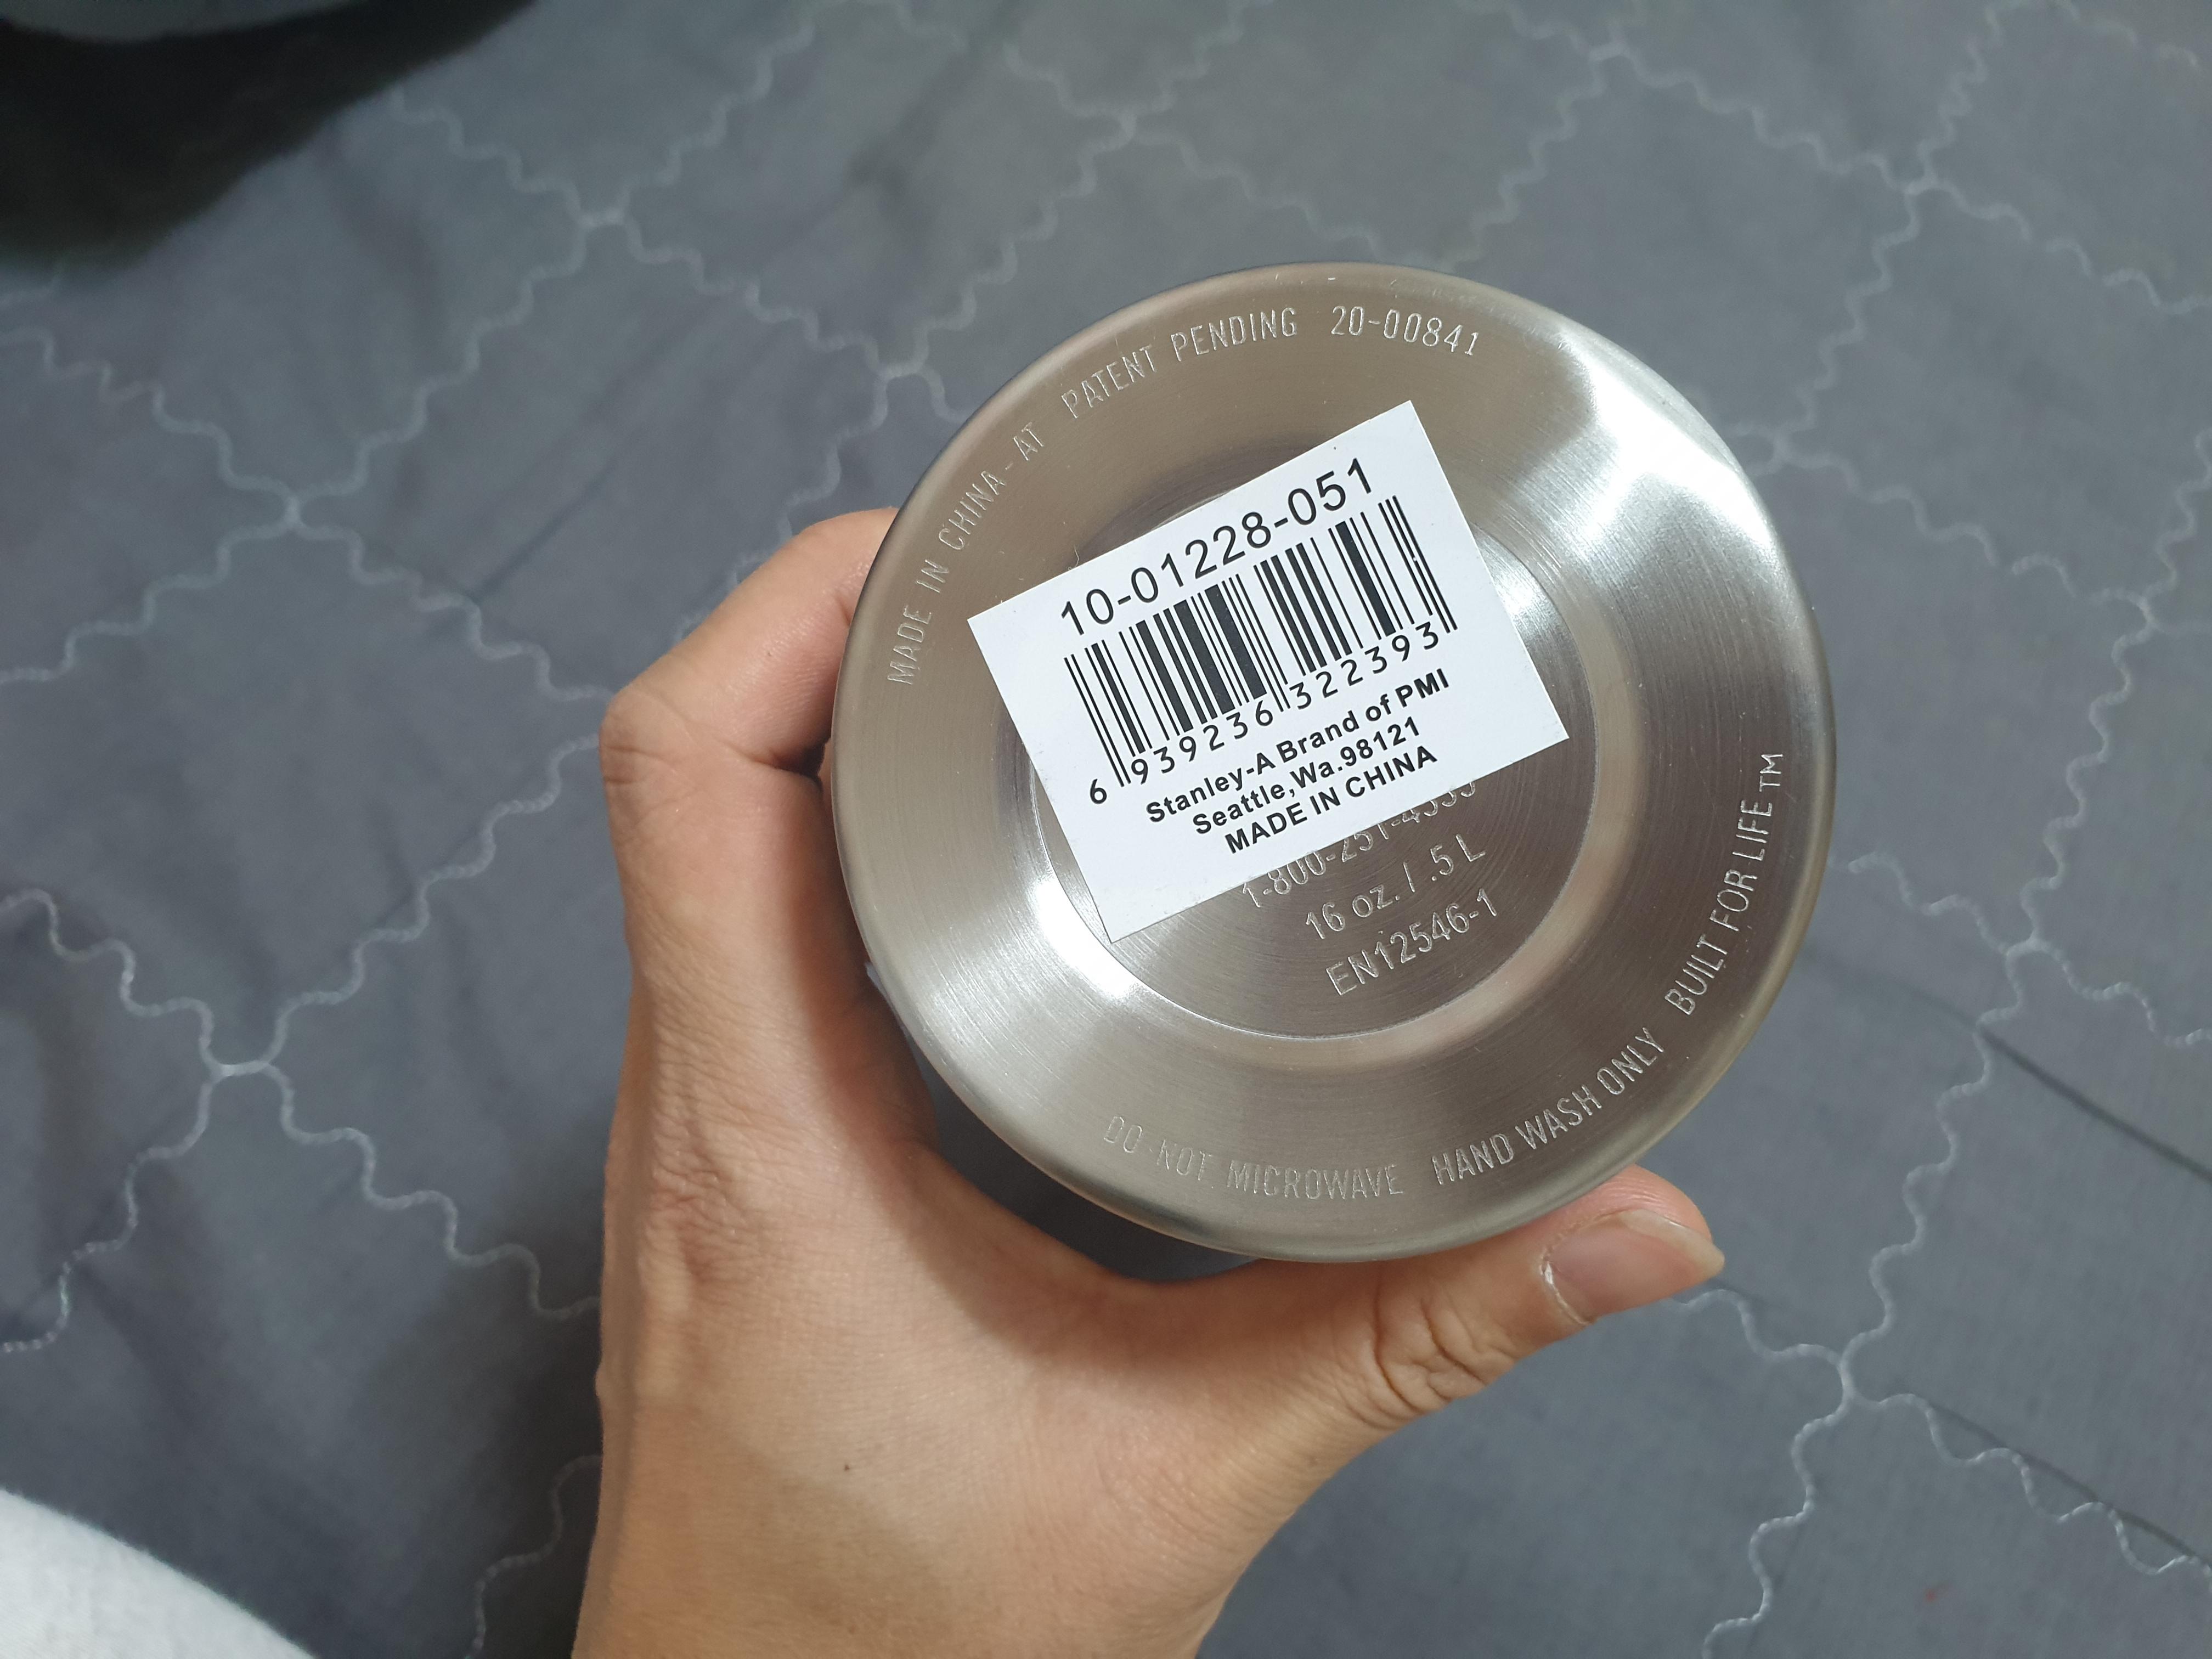 MADE IN CHINA - AT PATENT PENDING 20-00841
10-01228-051
6 939236 322393
Stanley-A Brand of PMI
Seattle,Wa.98121
MADE IN CHINA
16 oz. / .5 L
EN12546-1
DO NOT MICROWAVE HAND WASH ONLY BUILT FOR LIFE™